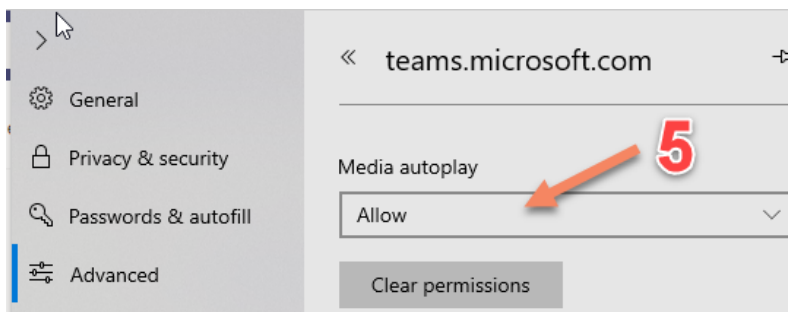 General
Privacy & security
Passwords & autofill
Advanced
teams.microsoft.com
5
Media autoplay
Allow
Clear permissions